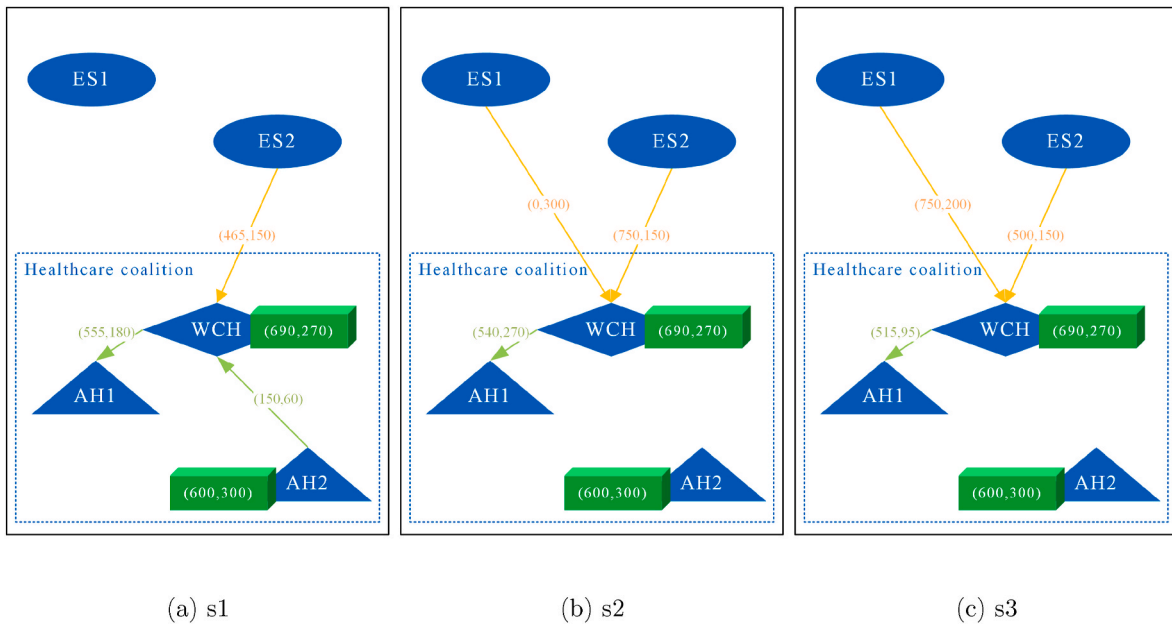 ES1
ES2
(465,150)
Healthcare coalition
WCH
(690,270)
(555,180)
AH1
(150,60)
(600,300)
AH2
(a) s1
ES1
ES2
(0,300)
(750,150)
Healthcare coalition
WCH
(690,270)
(540,270)
AH1
(600,300)
AH2
(b) s2
ES1
ES2
(750,200)
(500,150)
Healthcare coalition
WCH
(690,270)
(515,95)
AH1
(600,300)
AH2
(c) s3